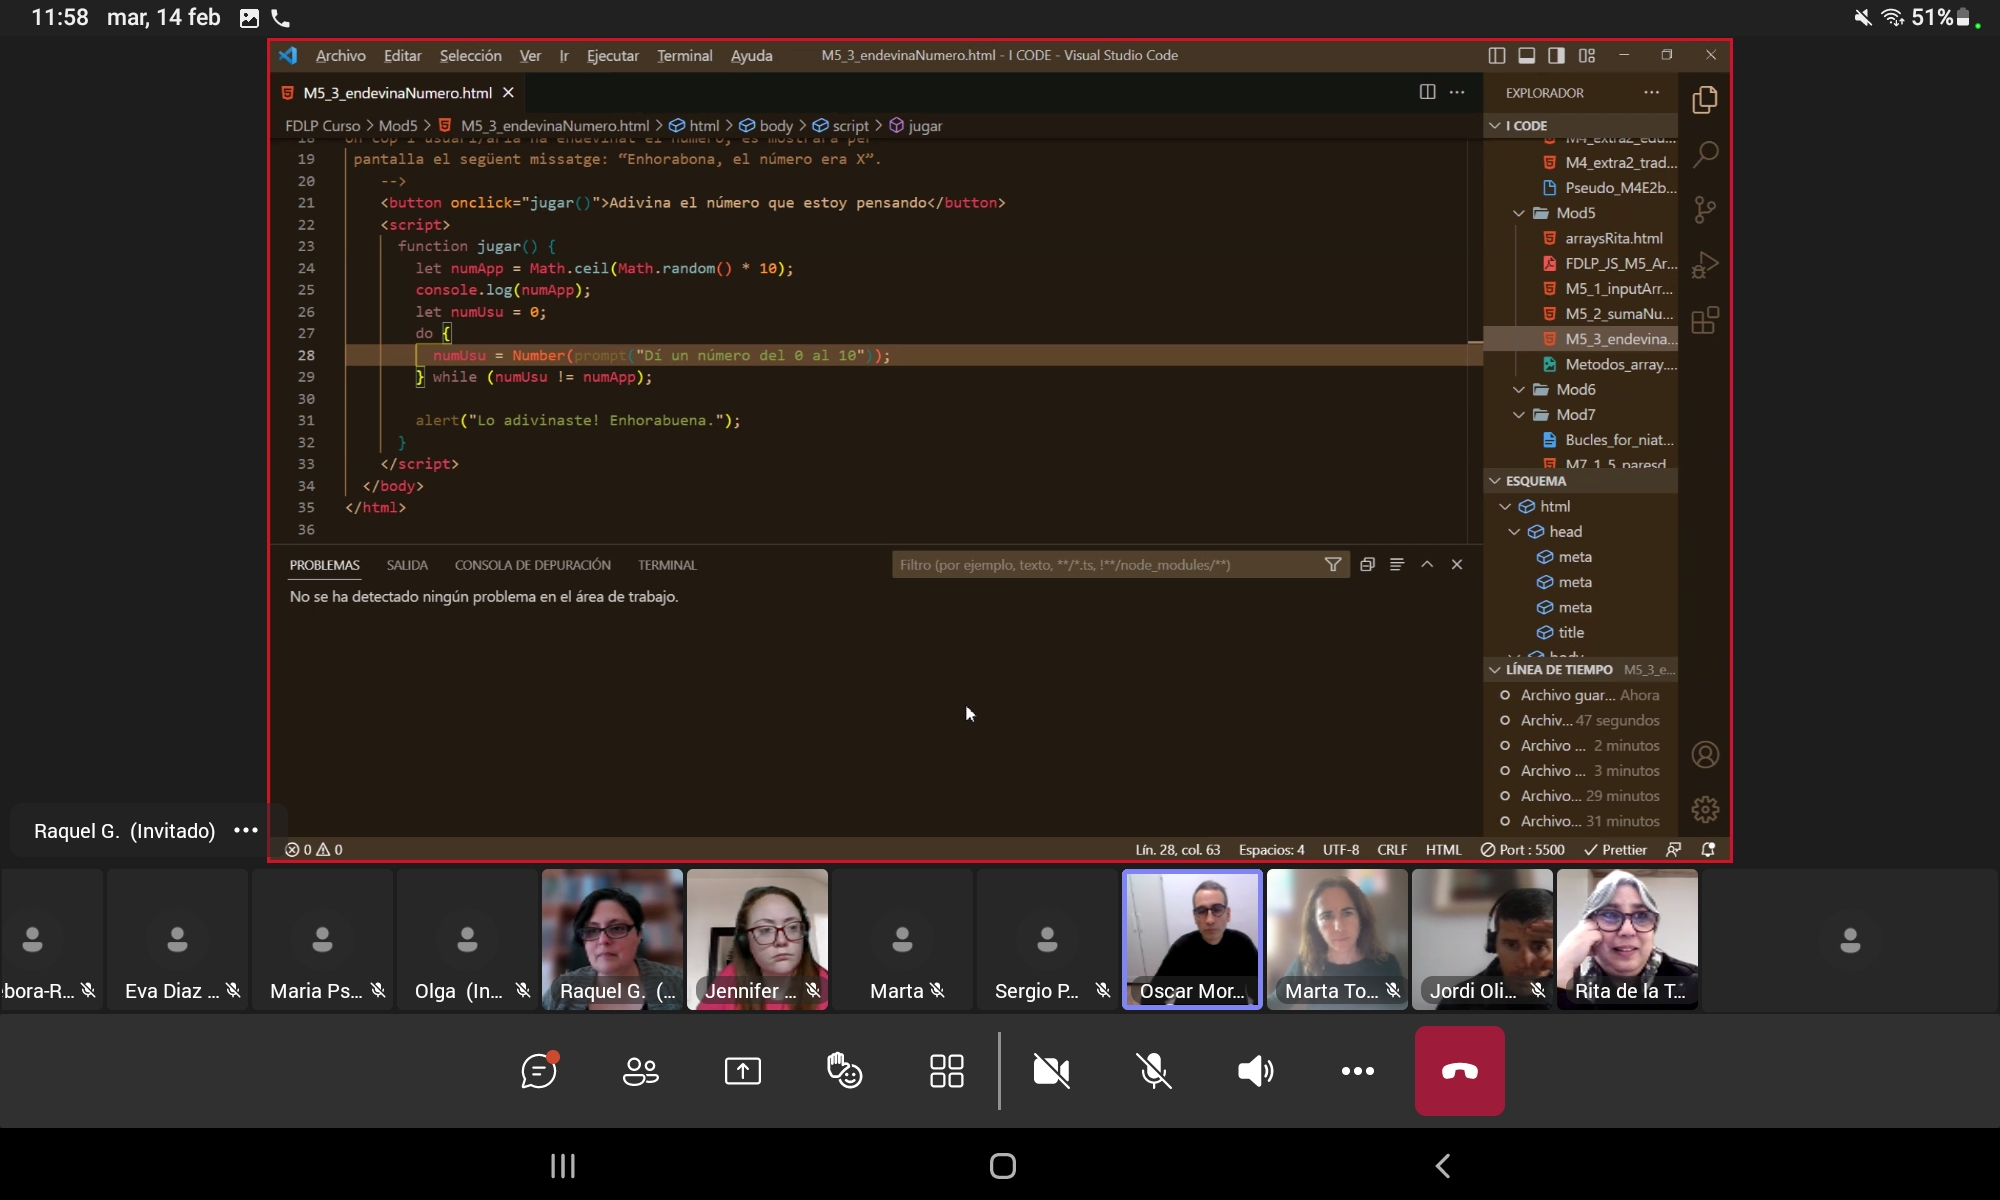 11:58 mar, 14 feb
51%
Archivo Editar Selección Ver Ir Ejecutar Terminal Ayuda
M5_3_endevinaNumero.html - I CODE - Visual Studio Code
M5_3_endevinaNumero.html
FDLP Curso > Mod5 > M5_3_endevinaNumero.html > html > body > script > jugar
19 pantalla el següent missatge: “Enhorabona, el número era X”.
20 -->
21 <button onclick="jugar()">Adivina el número que estoy pensando</button>
22 <script>
23 function jugar() {
24 let numApp = Math.ceil(Math.random() * 10);
25 console.log(numApp);
26 let numUsu = 0;
27 do {
28 numUsu = Number(prompt("Dí un número del 0 al 10"));
29 } while (numUsu != numApp);
30
31 alert("Lo adivinaste! Enhorabuena.");
32 }
33 </script>
34 </body>
35 </html>
36
PROBLEMAS SALIDA CONSOLA DE DEPURACIÓN TERMINAL
Filtro (por ejemplo, texto, **/*.ts, !**/node_modules/**)
No se ha detectado ningún problema en el área de trabajo.
EXPLORADOR
I CODE
M4_extra2_trad...
Pseudo_M4E2b...
Mod5
arraysRita.html
FDLP_JS_M5_Ar...
M5_1_inputArr...
M5_2_sumaNu...
M5_3_endevina...
Metodos_array....
Mod6
Mod7
Bucles_for_niat...
M7_1_5_paresd
ESQUEMA
html
head
meta
meta
meta
title
body
LÍNEA DE TIEMPO M5_3_e...
Archivo guar... Ahora
Archiv... 47 segundos
Archivo ... 2 minutos
Archivo ... 3 minutos
Archivo... 29 minutos
Archivo... 31 minutos
0 0
Lín. 28, col. 63 Espacios: 4 UTF-8 CRLF HTML Port : 5500 Prettier
Raquel G. (Invitado)
bora-R...
Eva Diaz ...
Maria Ps...
Olga (In...
Raquel G. (...
Jennifer ...
Marta
Sergio P...
Oscar Mor...
Marta To...
Jordi Oli...
Rita de la T...